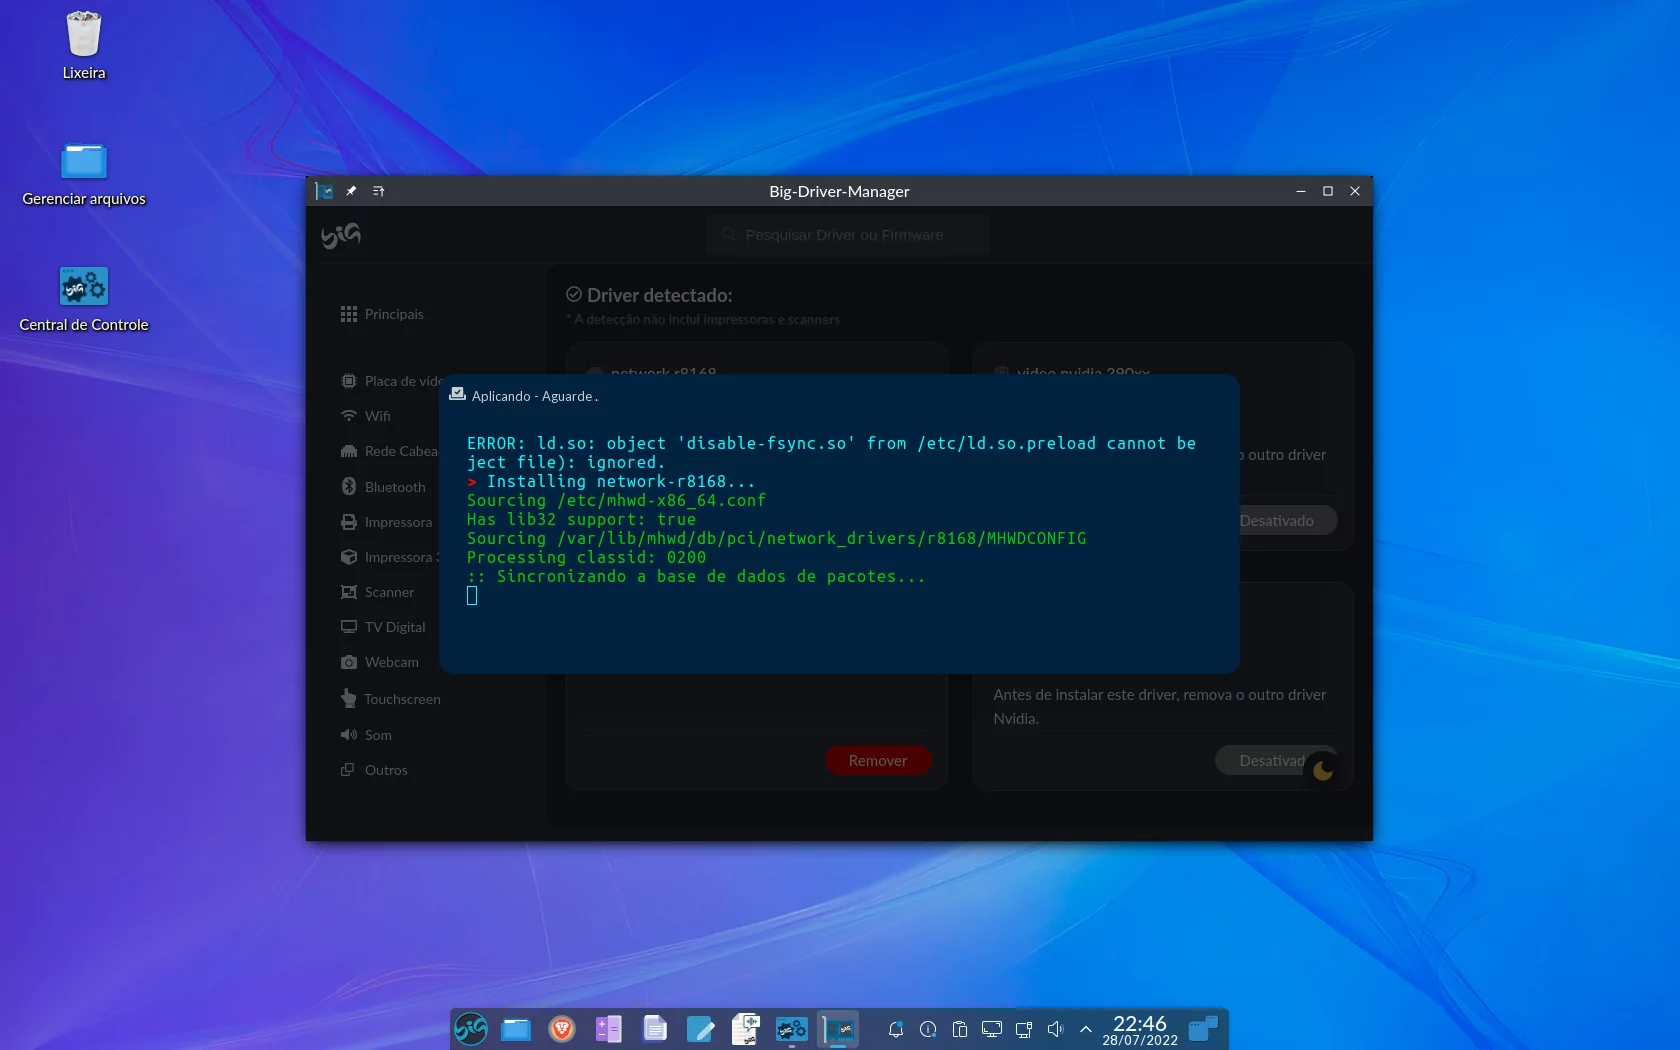 Lixeira
Gerenciar arquivos
Central de Controle
Big-Driver-Manager
biG
Pesquisar Driver ou Firmware
Principais
Placa de víde
Wifi
Rede Cabea
Bluetooth
Impressora
Impressora 3
Scanner
TV Digital
Webcam
Touchscreen
Som
Outros
Driver detectado:
* A detecção não inclui impressoras e scanners
network r8168
video nvidia 390xx
o outro driver
Desativado
Aplicando - Aguarde .
ERROR: ld.so: object 'disable-fsync.so' from /etc/ld.so.preload cannot be
ject file): ignored.
> Installing network-r8168...
Sourcing /etc/mhwd-x86_64.conf
Has lib32 support: true
Sourcing /var/lib/mhwd/db/pci/network_drivers/r8168/MHWDCONFIG
Processing classid: 0200
:: Sincronizando a base de dados de pacotes...
Remover
Antes de instalar este driver, remova o outro driver
Nvidia.
Desativad
22:46
28/07/2022